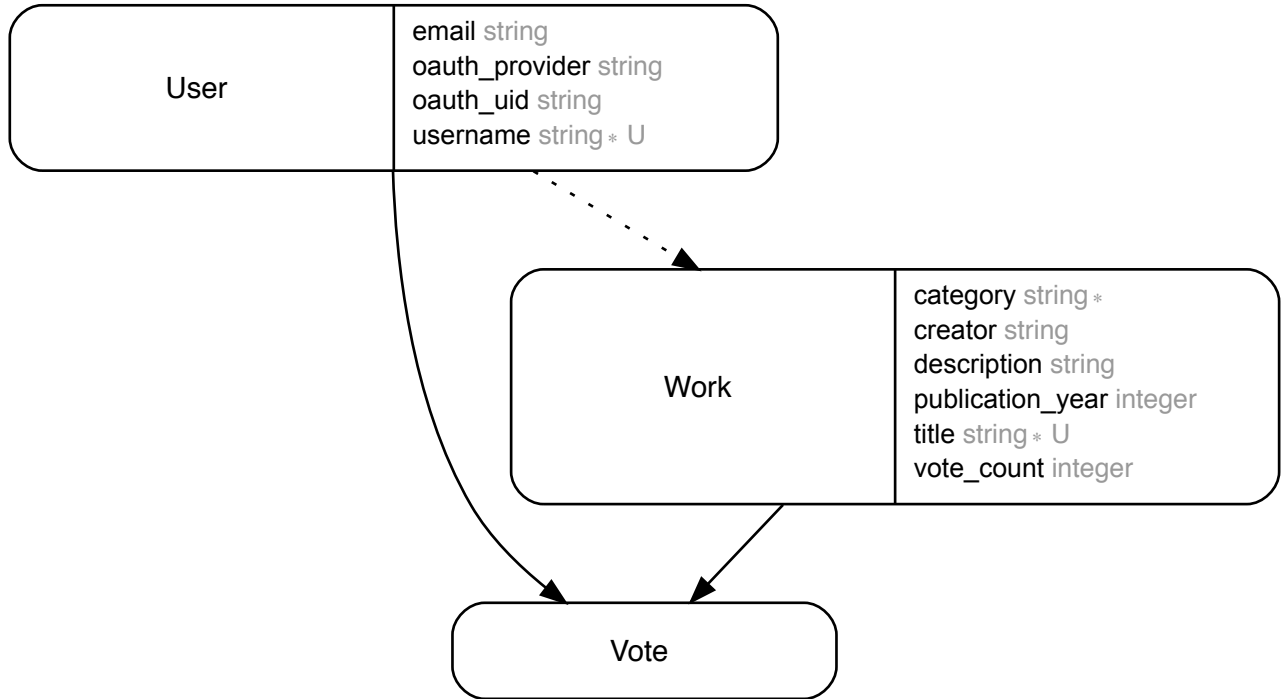 User
email string
oauth_provider string
oauth_uid string
username string∗ U
Work
category string∗
creator string
description string
publication_year integer
title string∗ U
vote_count integer
Vote